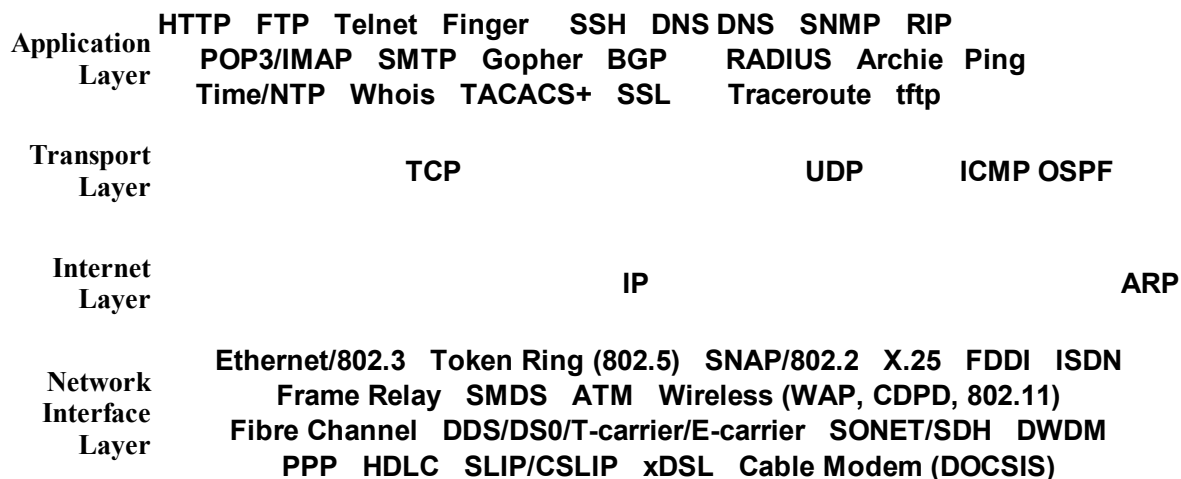 Application Layer
HTTP FTP Telnet Finger SSH DNS DNS SNMP RIP
POP3/IMAP SMTP Gopher BGP RADIUS Archie Ping
Time/NTP Whois TACACS+ SSL Traceroute tftp
Transport Layer
TCP UDP ICMP OSPF
Internet Layer
IP ARP
Network Interface Layer
Ethernet/802.3 Token Ring (802.5) SNAP/802.2 X.25 FDDI ISDN
Frame Relay SMDS ATM Wireless (WAP, CDPD, 802.11)
Fibre Channel DDS/DS0/T-carrier/E-carrier SONET/SDH DWDM
PPP HDLC SLIP/CSLIP xDSL Cable Modem (DOCSIS)